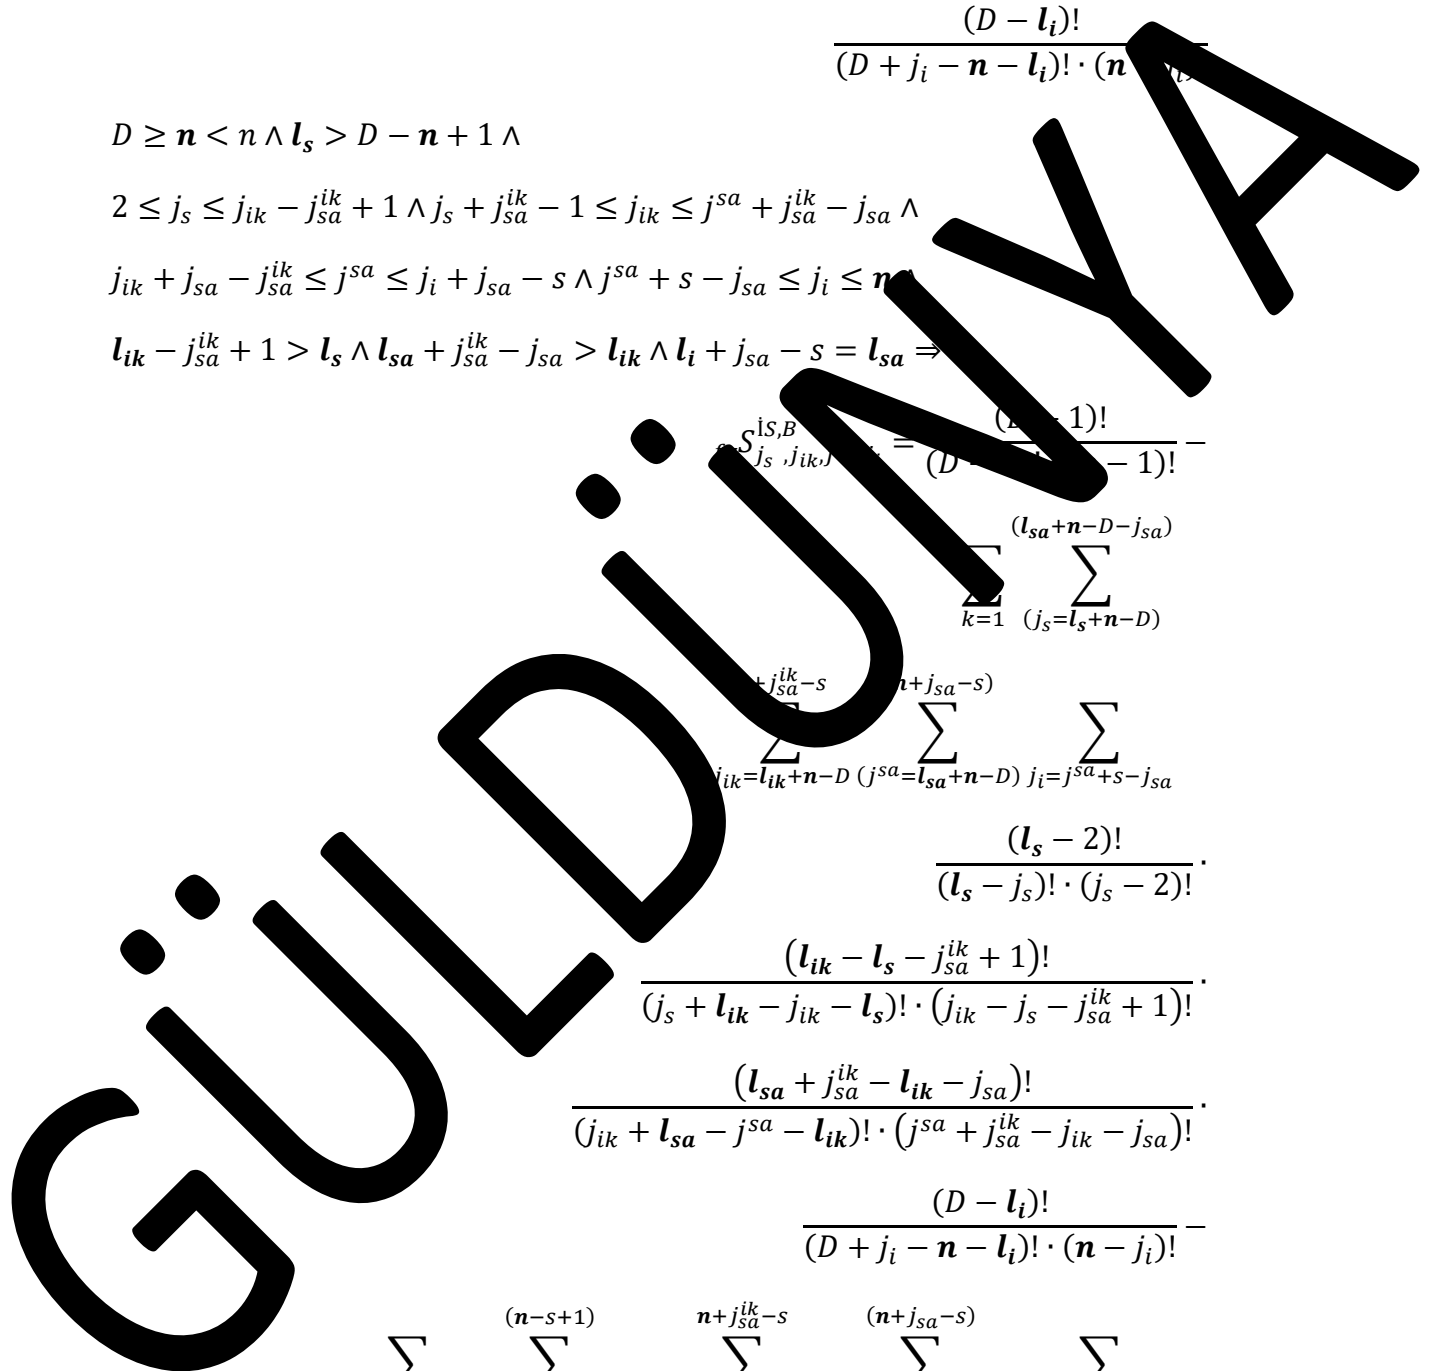 (D − l_i)!
(D + j_i − n − l_i)! · (n
D ≥ n < n ∧ l_s > D − n + 1 ∧
2 ≤ j_s ≤ j_ik − j_sa^ik + 1 ∧ j_s + j_sa^ik − 1 ≤ j_ik ≤ j^sa + j_sa^ik − j_sa ∧
j_ik + j_sa − j_sa^ik ≤ j^sa ≤ j_i + j_sa − s ∧ j^sa + s − j_sa ≤ j_i ≤ n ∧
l_ik − j_sa^ik + 1 > l_s ∧ l_sa + j_sa^ik − j_sa > l_ik ∧ l_i + j_sa − s = l_sa ⇒
S_{j_s, j_ik, j}^{İS,B} = (D − 1)! −
(D − 1)!
(l_sa+n−D−j_sa)
∑ ∑
k=1 (j_s=l_s+n−D)
+j_sa^ik−s n+j_sa−s)
∑ ∑ ∑
j_ik=l_ik+n−D (j^sa=l_sa+n−D) j_i=j^sa+s−j_sa
(l_s − 2)!
(l_s − j_s)! · (j_s − 2)! ·
(l_ik − l_s − j_sa^ik + 1)!
(j_s + l_ik − j_ik − l_s)! · (j_ik − j_s − j_sa^ik + 1)! ·
(l_sa + j_sa^ik − l_ik − j_sa)!
(j_ik + l_sa − j^sa − l_ik)! · (j^sa + j_sa^ik − j_ik − j_sa)! ·
(D − l_i)!
(D + j_i − n − l_i)! · (n − j_i)! −
(n−s+1) n+j_sa^ik−s (n+j_sa−s)
∑ ∑ ∑ ∑ ∑
GÜLDÜNYA